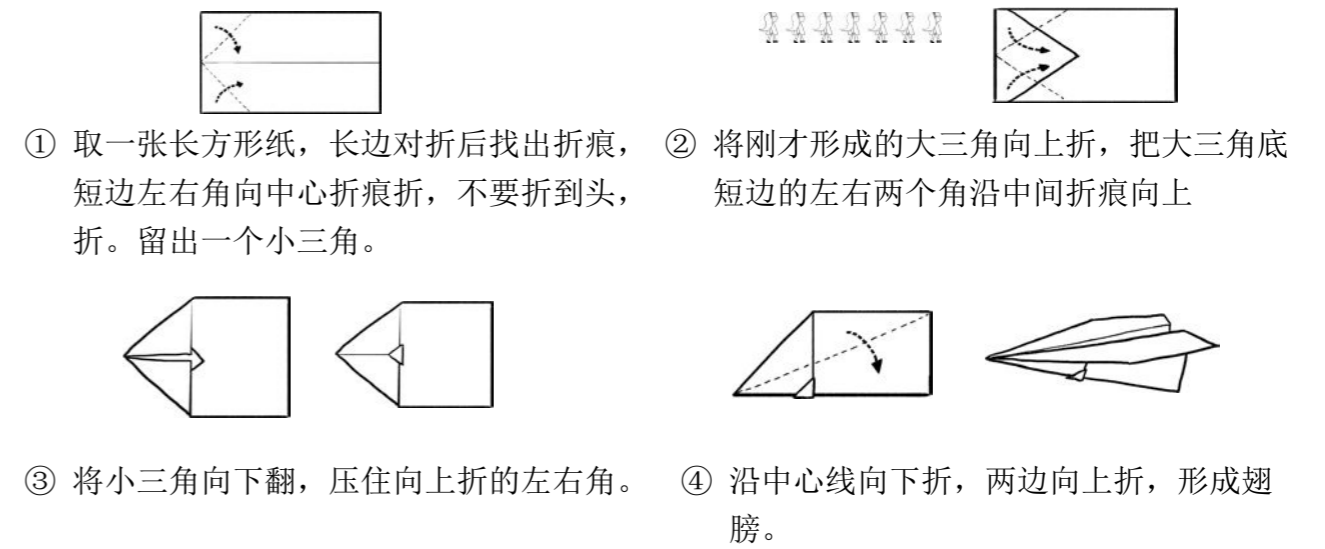 ① 取一张长方形纸，长边对折后找出折痕，
短边左右角向中心折痕折，不要折到头，
折。留出一个小三角。
② 将刚才形成的大三角向上折，把大三角底
短边的左右两个角沿中间折痕向上
③ 将小三角向下翻，压住向上折的左右角。
④ 沿中心线向下折，两边向上折，形成翅
膀。